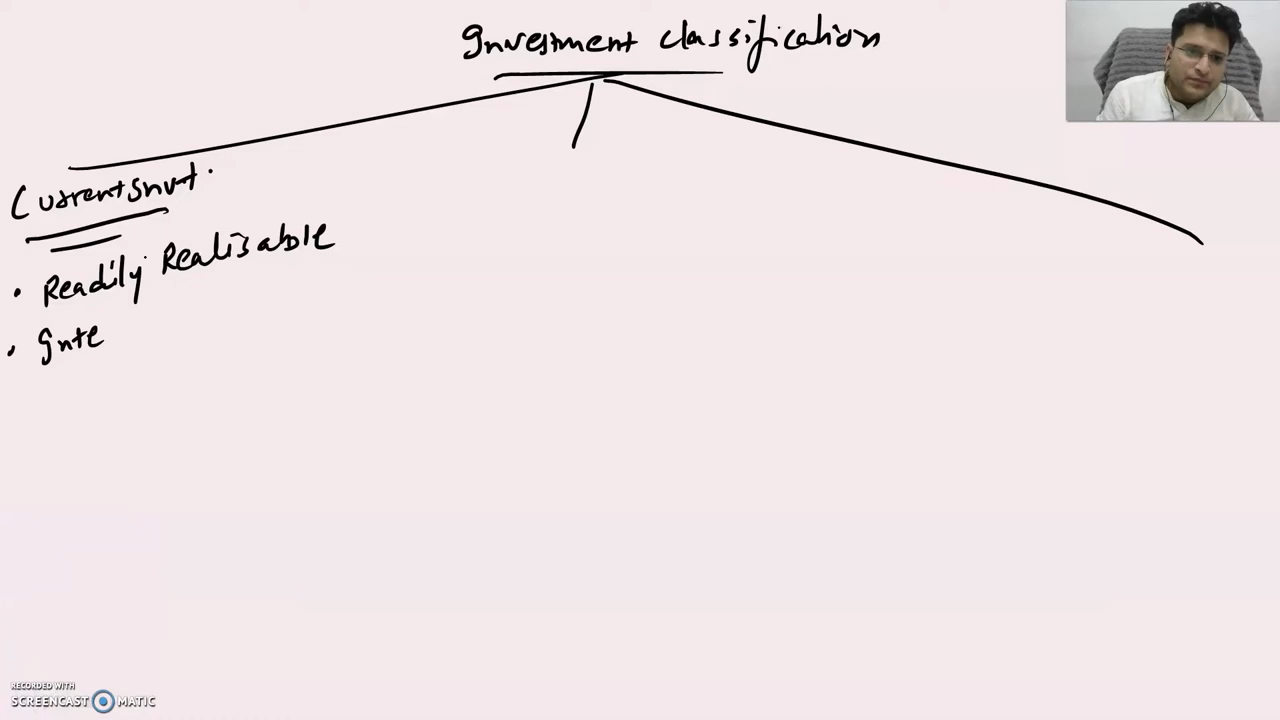 Investment classification
Current Invt.
• Readily Realisable
• Inte
RECORDED WITH
SCREENCAST MATIC